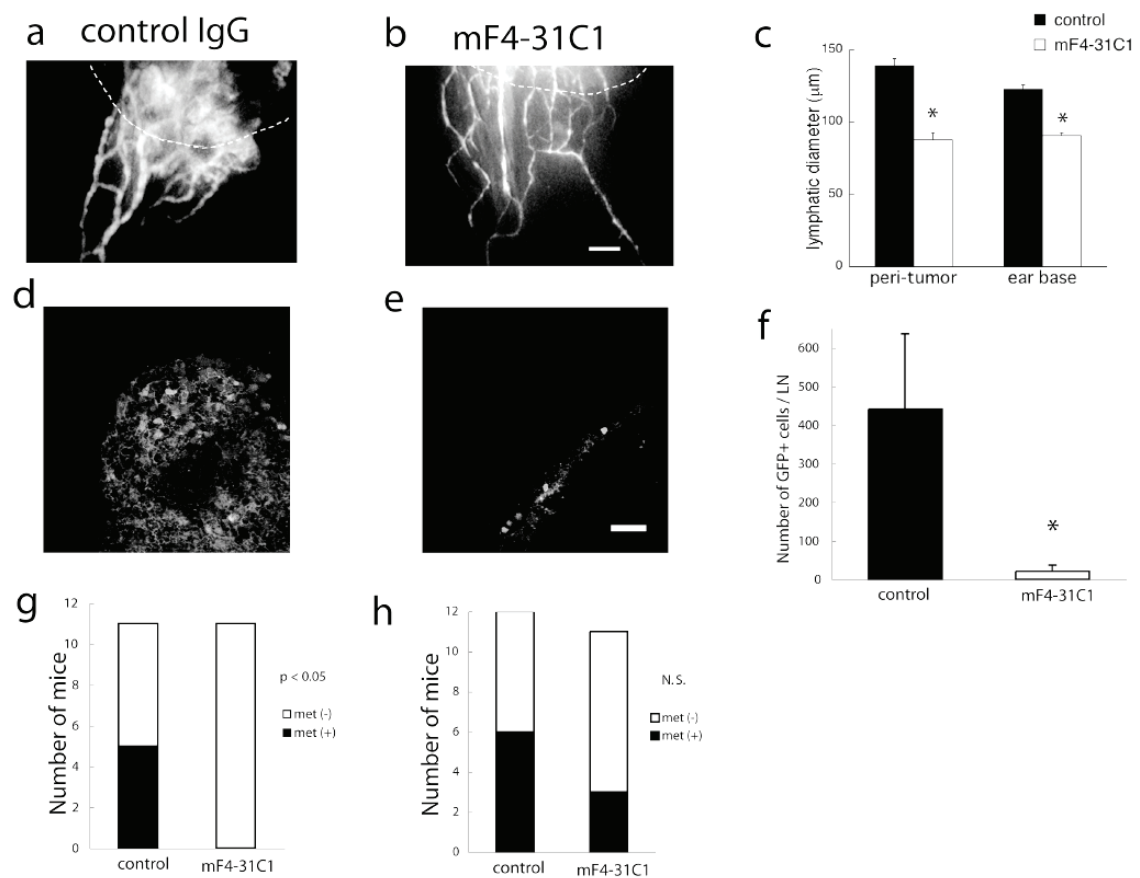 a control IgG
b mF4-31C1
c
control
mF4-31C1
lymphatic diameter (μm)
150
100
50
0
*
*
peri-tumor
ear base
d
e
f
Number of GFP+ cells / LN
600
500
400
300
200
100
0
*
control
mF4-31C1
g
Number of mice
12
10
8
6
4
2
0
p < 0.05
met (-)
met (+)
control
mF4-31C1
h
Number of mice
12
10
8
6
4
2
0
N.S.
met (-)
met (+)
control
mF4-31C1